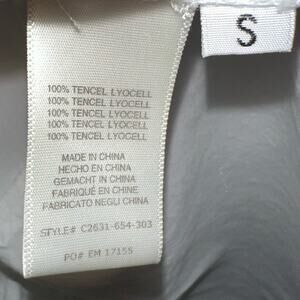 S
100% TENCEL LYOCELL
100% TENCEL LYOCELL
100% TENCEL LYOCELL
100% TENCEL LYOCELL
100% TENCEL LYOCELL
MADE IN CHINA
HECHO EN CHINA
GEMACHT IN CHINA
FABRIQUÉ EN CHINE
FABRICATO NEGLI CHINA
STYLE# C2631-654-303
PO# EM 17155